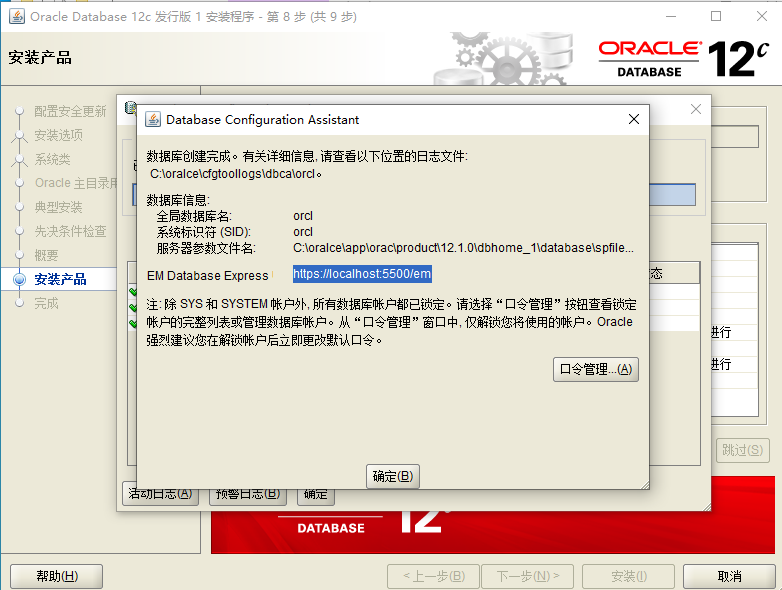 Oracle Database 12c 发行版 1 安装程序 - 第 8 步 (共 9 步)
安装产品
ORACLE
DATABASE
12c
配置安全更新
安装选项
系统类
Oracle 主目录用
典型安装
先决条件检查
概要
安装产品
完成
Database Configuration Assistant
数据库创建完成。有关详细信息, 请查看以下位置的日志文件:
C:\oralce\cfgtoollogs\dbca\orcl。
数据库信息:
全局数据库名: orcl
系统标识符 (SID): orcl
服务器参数文件名: C:\oralce\app\orac\product\12.1.0\dbhome_1\database\spfile...
EM Database Express https://localhost:5500/em
注: 除 SYS 和 SYSTEM 帐户外, 所有数据库帐户都已锁定。请选择 “口令管理” 按钮查看锁定
帐户的完整列表或管理数据库帐户。从 “口令管理” 窗口中, 仅解锁您将使用的帐户。Oracle
强烈建议您在解锁帐户后立即更改默认口令。
口令管理...(A)
确定(B)
态
进行
进行
跳过(S)
活动日志(A)
预警日志(B)
确定
DATABASE
12
帮助(H)
< 上一步(B)
下一步(N) >
安装(I)
取消